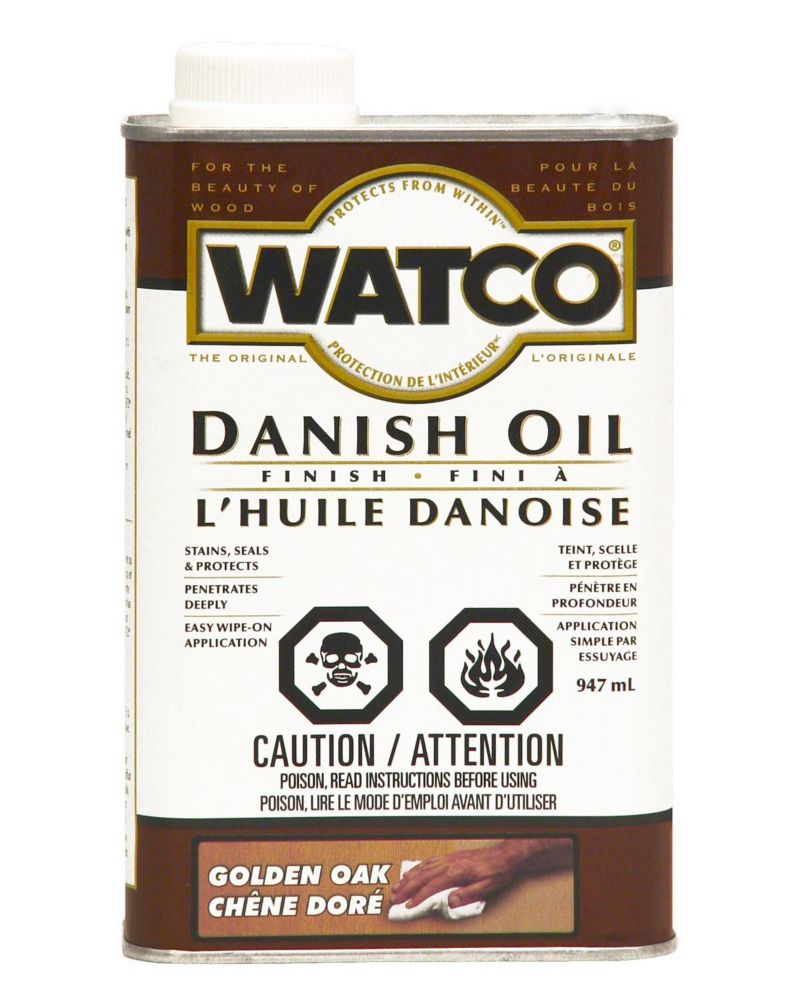 FOR THE
BEAUTY OF
WOOD
POUR LA
BEAUTÉ DU
BOIS
PROTECTS FROM WITHIN™
WATCO®
THE ORIGINAL
L'ORIGINALE
PROTECTION DE L'INTÉRIEUR MC
DANISH OIL
FINISH • FINI À
L'HUILE DANOISE
STAINS, SEALS
& PROTECTS
PENETRATES
DEEPLY
EASY WIPE-ON
APPLICATION
TEINT, SCELLE
ET PROTÈGE
PÉNÈTRE EN
PROFONDEUR
APPLICATION
SIMPLE PAR
ESSUYAGE
947 mL
CAUTION / ATTENTION
POISON, READ INSTRUCTIONS BEFORE USING
POISON, LIRE LE MODE D'EMPLOI AVANT D'UTILISER
GOLDEN OAK
CHÊNE DORÉ